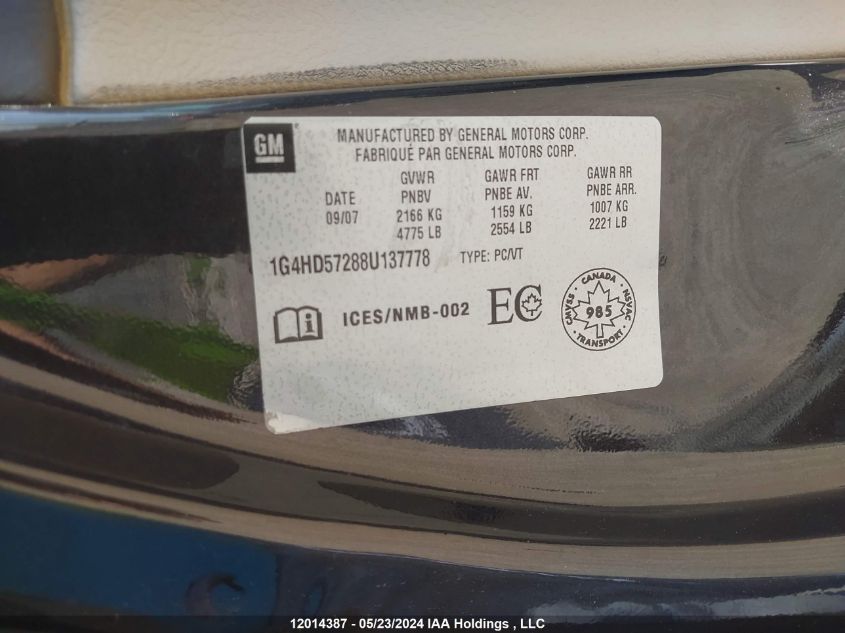 GM
MANUFACTURED BY GENERAL MOTORS CORP.
FABRIQUÉ PAR GENERAL MOTORS CORP.
GVWR GAWR FRT GAWR RR
DATE PNBV PNBE AV. PNBE ARR.
09/07 2166 KG 1159 KG 1007 KG
4775 LB 2554 LB 2221 LB
1G4HD57288U137778 TYPE: PC/VT
i ICES/NMB-002 EC
CANADA
CMVSS 985 NSVAC
TRANSPORT
12014387 - 05/23/2024 IAA Holdings , LLC